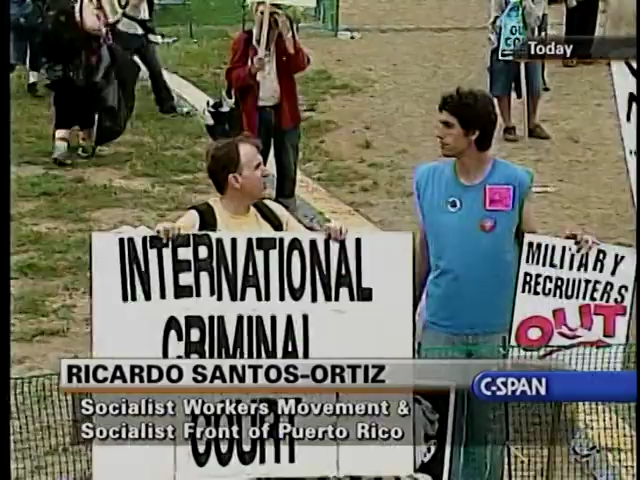 Today
INTERNATIONAL
CRIMINAL
COURT
MILITARY
RECRUITERS
OUT
RICARDO SANTOS-ORTIZ
C-SPAN
Socialist Workers Movement &
Socialist Front of Puerto Rico